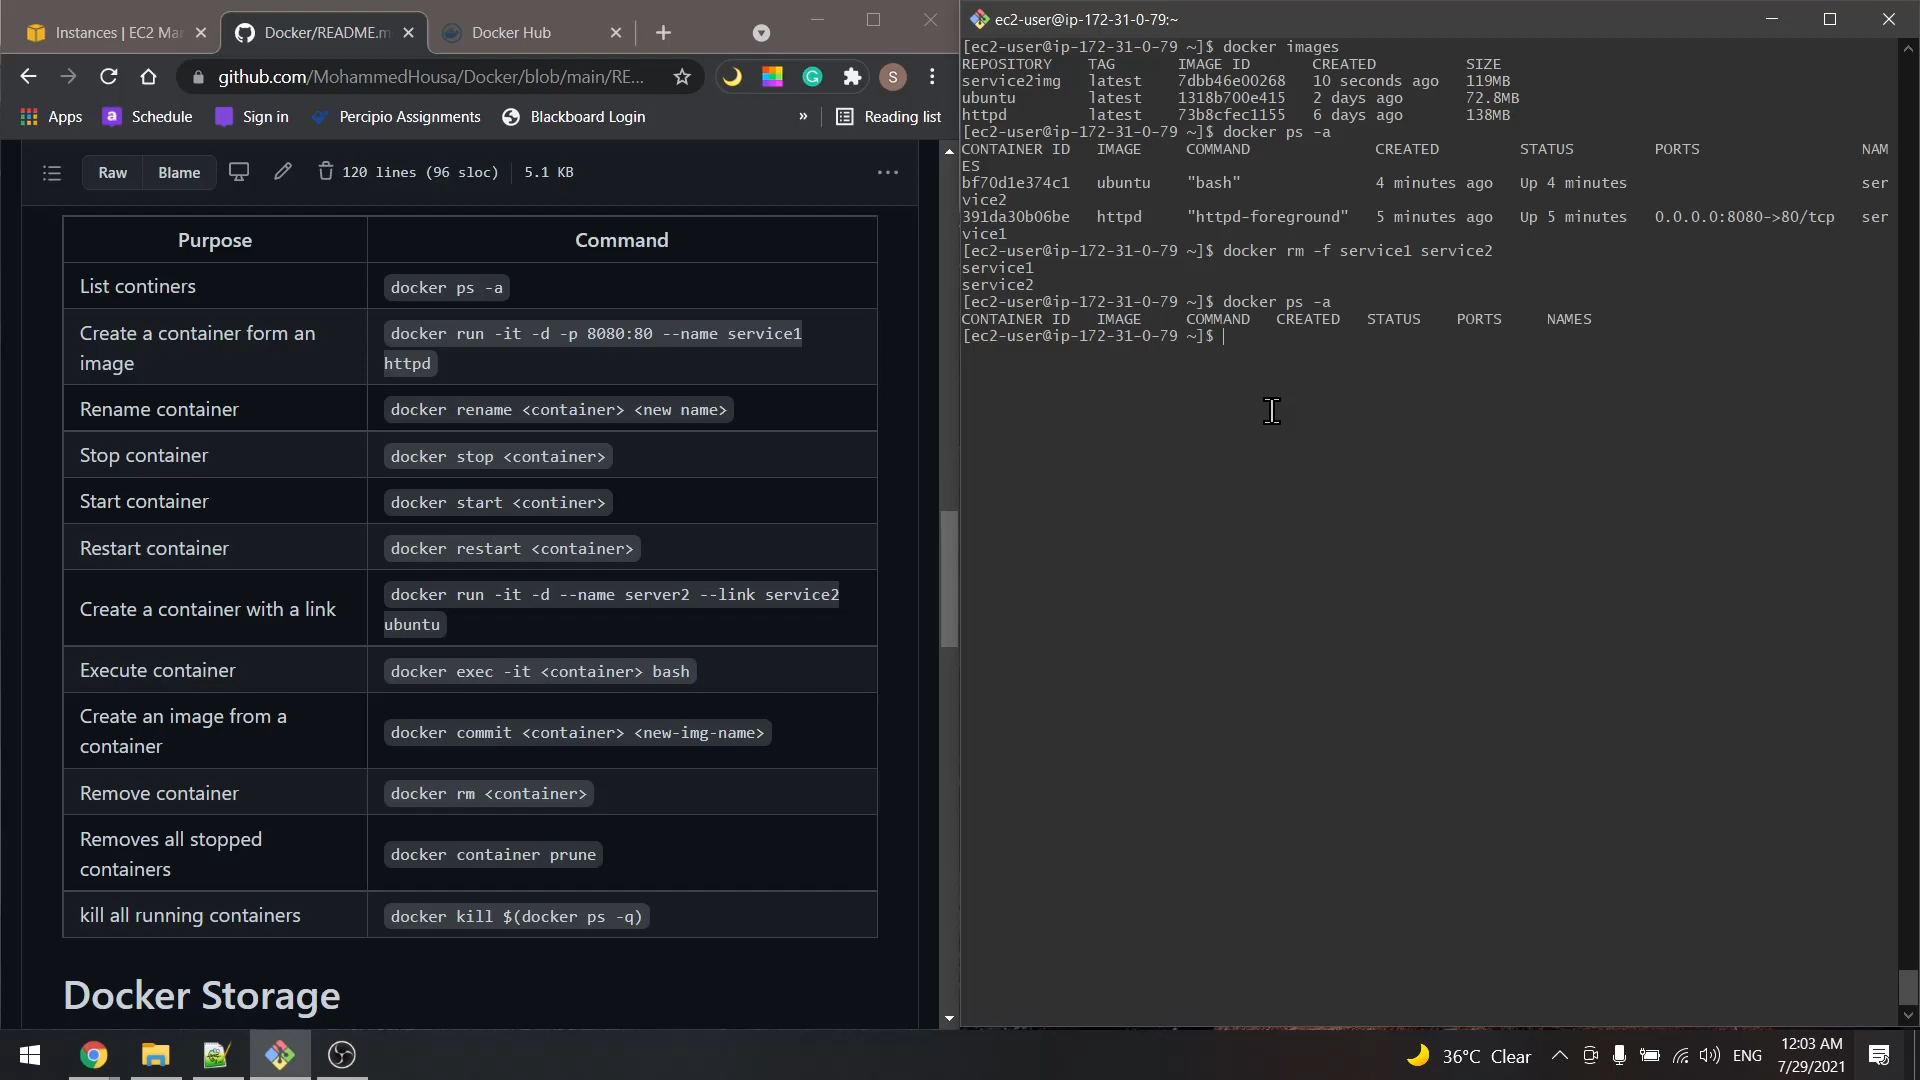 Instances | EC2 Mar
Docker/README.m
Docker Hub
github.com/MohammedHousa/Docker/blob/main/RE...
S
Apps
Schedule
Sign in
Percipio Assignments
Blackboard Login
»
Reading list
Raw
Blame
120 lines (96 sloc)
5.1 KB
Purpose
Command
List continers
docker ps -a
Create a container form an
image
docker run -it -d -p 8080:80 --name service1
httpd
Rename container
docker rename <container> <new name>
Stop container
docker stop <container>
Start container
docker start <continer>
Restart container
docker restart <container>
Create a container with a link
docker run -it -d --name server2 --link service2
ubuntu
Execute container
docker exec -it <container> bash
Create an image from a
container
docker commit <container> <new-img-name>
Remove container
docker rm <container>
Removes all stopped
containers
docker container prune
kill all running containers
docker kill $(docker ps -q)
Docker Storage
ec2-user@ip-172-31-0-79:~
[ec2-user@ip-172-31-0-79 ~]$ docker images
REPOSITORY TAG IMAGE ID CREATED SIZE
service2img latest 7dbb46e00268 10 seconds ago 119MB
ubuntu latest 1318b700e415 2 days ago 72.8MB
httpd latest 73b8cfec1155 6 days ago 138MB
[ec2-user@ip-172-31-0-79 ~]$ docker ps -a
CONTAINER ID IMAGE COMMAND CREATED STATUS PORTS NAM
ES
bf70d1e374c1 ubuntu "bash" 4 minutes ago Up 4 minutes ser
vice2
391da30b06be httpd "httpd-foreground" 5 minutes ago Up 5 minutes 0.0.0.0:8080->80/tcp ser
vice1
[ec2-user@ip-172-31-0-79 ~]$ docker rm -f service1 service2
service1
service2
[ec2-user@ip-172-31-0-79 ~]$ docker ps -a
CONTAINER ID IMAGE COMMAND CREATED STATUS PORTS NAMES
[ec2-user@ip-172-31-0-79 ~]$
36°C Clear
ENG
12:03 AM
7/29/2021